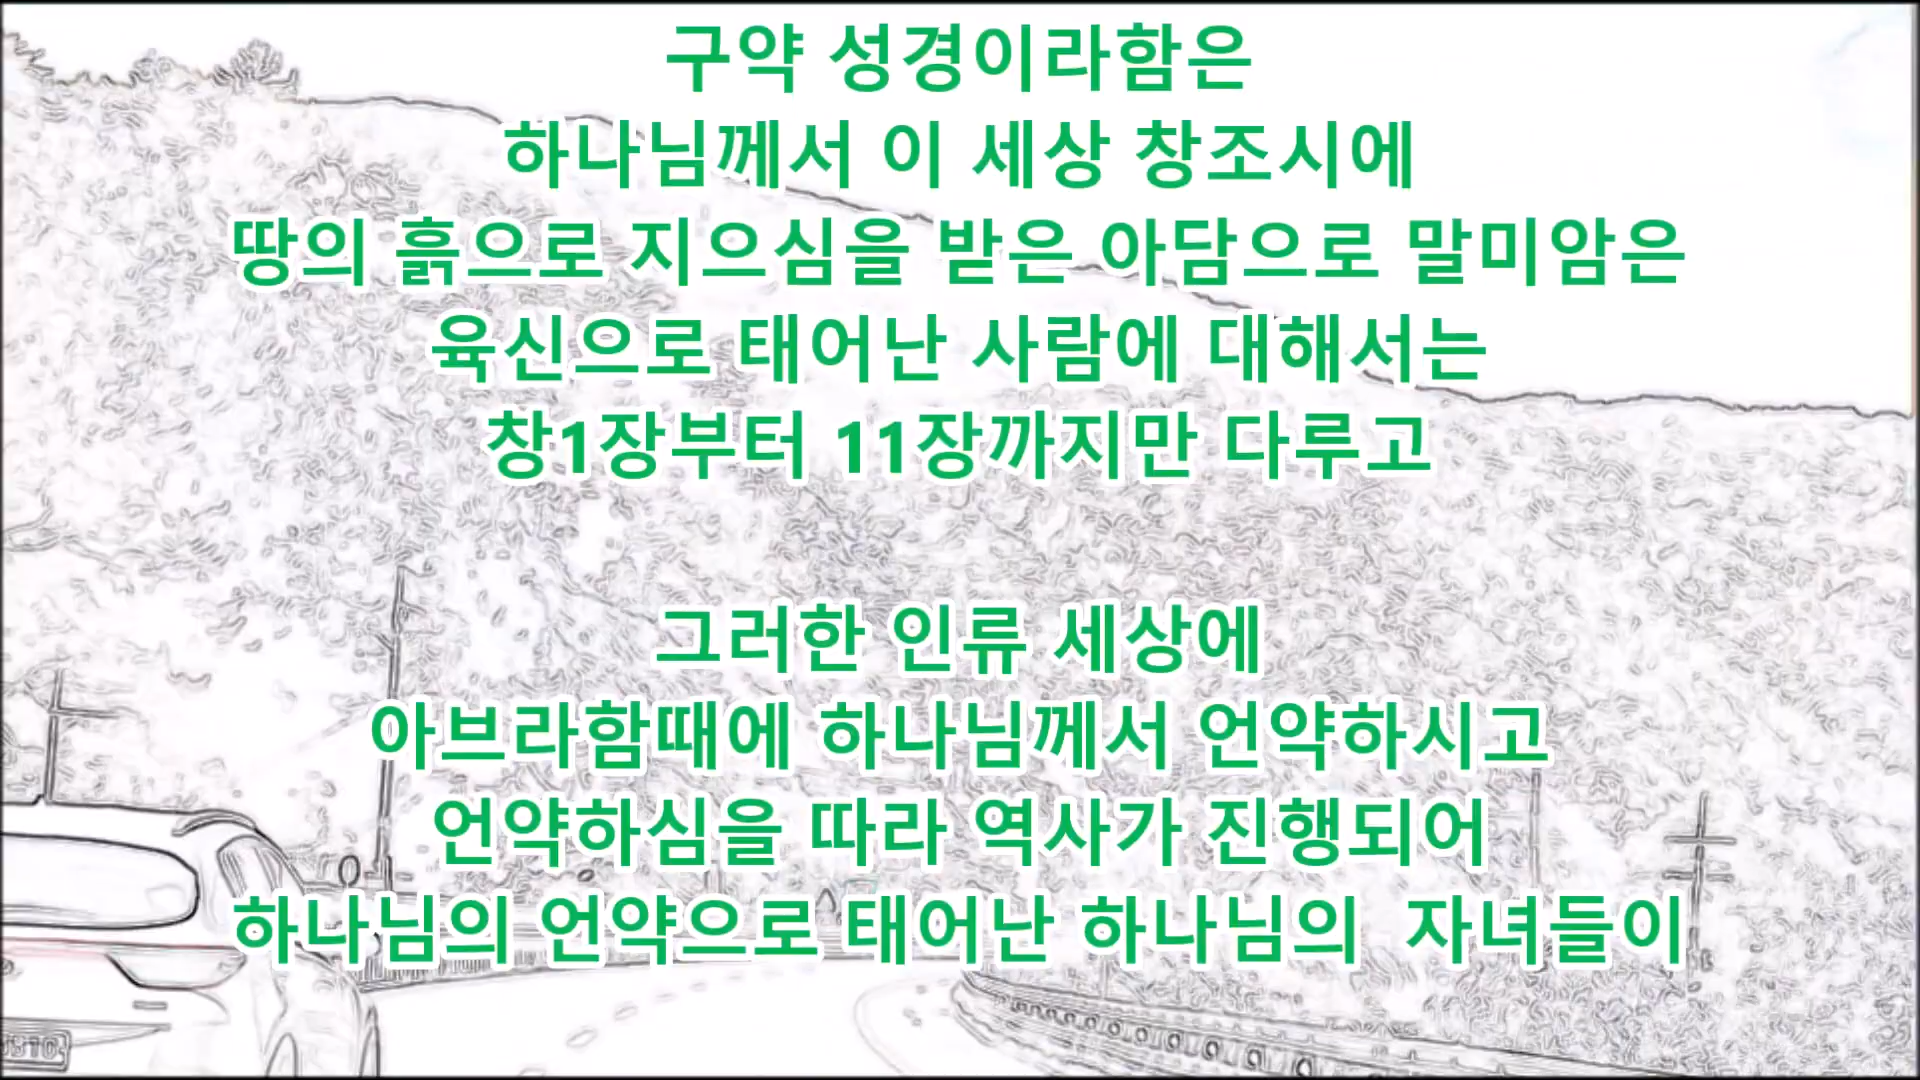 구약 성경이라함은
하나님께서 이 세상 창조시에
땅의 흙으로 지으심을 받은 아담으로 말미암은
육신으로 태어난 사람에 대해서는
창1장부터 11장까지만 다루고
그러한 인류 세상에
아브라함때에 하나님께서 언약하시고
언약하심을 따라 역사가 진행되어
하나님의 언약으로 태어난 하나님의 자녀들이